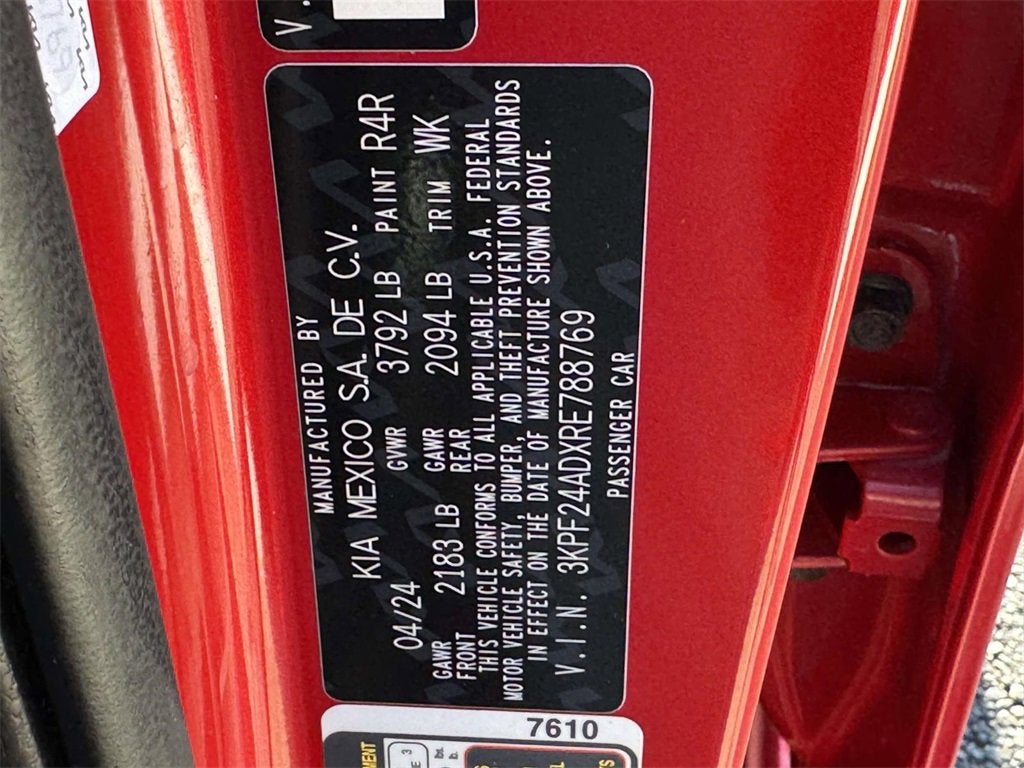 V.
MANUFACTURED BY
KIA MEXICO S.A. DE C.V.
04/24 GVWR 3792 LB PAINT R4R
GAWR FRONT 2183 LB GAWR REAR 2094 LB TRIM WK
THIS VEHICLE CONFORMS TO ALL APPLICABLE U.S.A. FEDERAL
MOTOR VEHICLE SAFETY, BUMPER, AND THEFT PREVENTION STANDARDS
IN EFFECT ON THE DATE OF MANUFACTURE SHOWN ABOVE.
V.I.N. 3KPF24ADXRE788769
PASSENGER CAR
7610